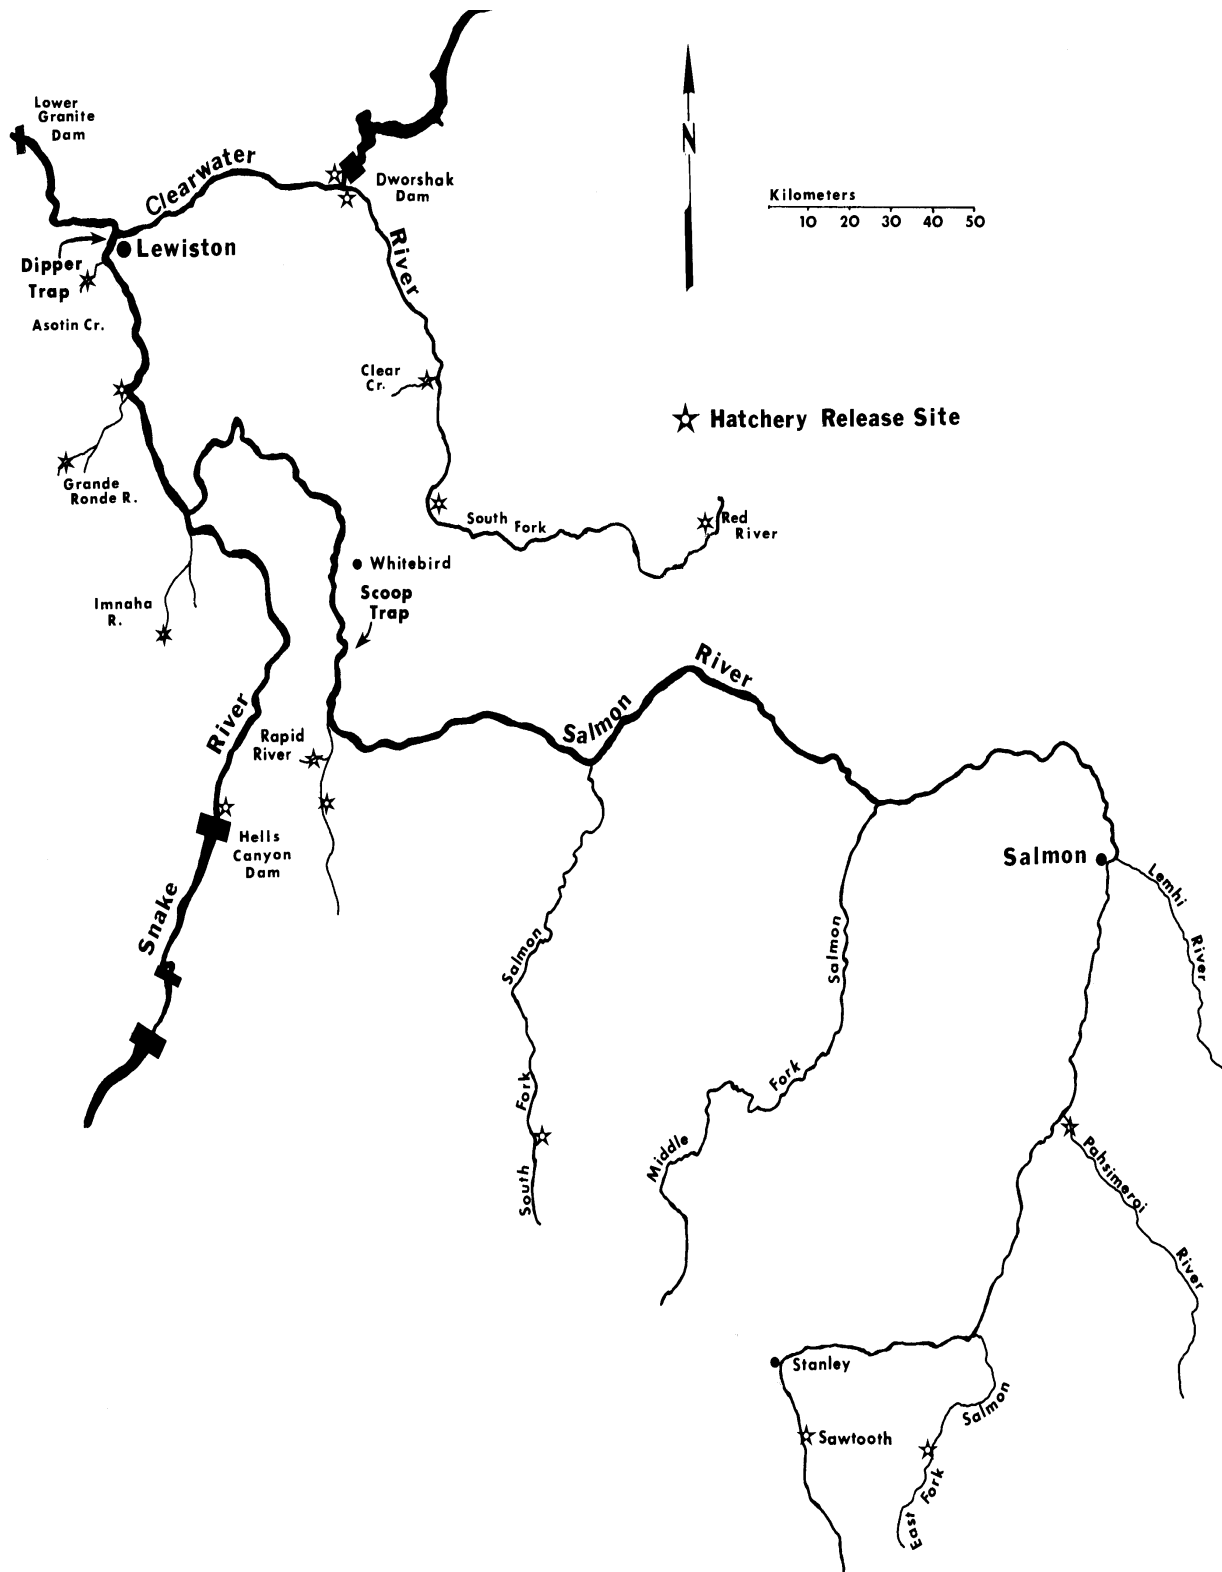 Lower
Granite
Dam
Clearwater
River
Dworshak
Dam
N
Kilometers
10 20 30 40 50
Lewiston
Dipper
Trap
Asotin Cr.
Clear
Cr.
Hatchery Release Site
Grande
Ronde R.
South Fork
Red
River
Whitebird
Scoop
Trap
Imnaha
R.
Salmon River
Snake River
Rapid
River
Hells
Canyon
Dam
Salmon
Lemhi River
South Fork Salmon
Middle Fork Salmon
Pahsimeroi River
Stanley
Sawtooth
East Fork Salmon